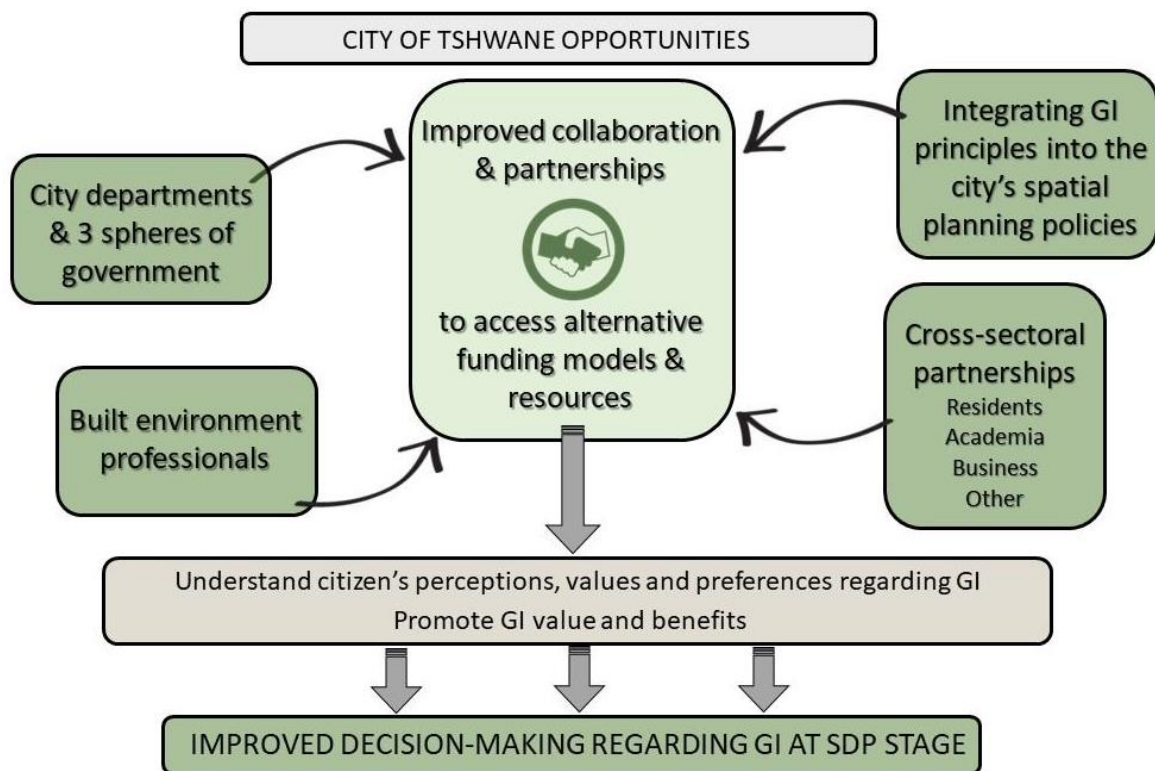 CITY OF TSHWANE OPPORTUNITIES
Improved collaboration
& partnerships
to access alternative
funding models &
resources
City departments
& 3 spheres of
government
Built environment
professionals
Integrating GI
principles into the
city's spatial
planning policies
Cross-sectoral
partnerships
Residents
Academia
Business
Other
Understand citizen's perceptions, values and preferences regarding GI
Promote GI value and benefits
IMPROVED DECISION-MAKING REGARDING GI AT SDP STAGE